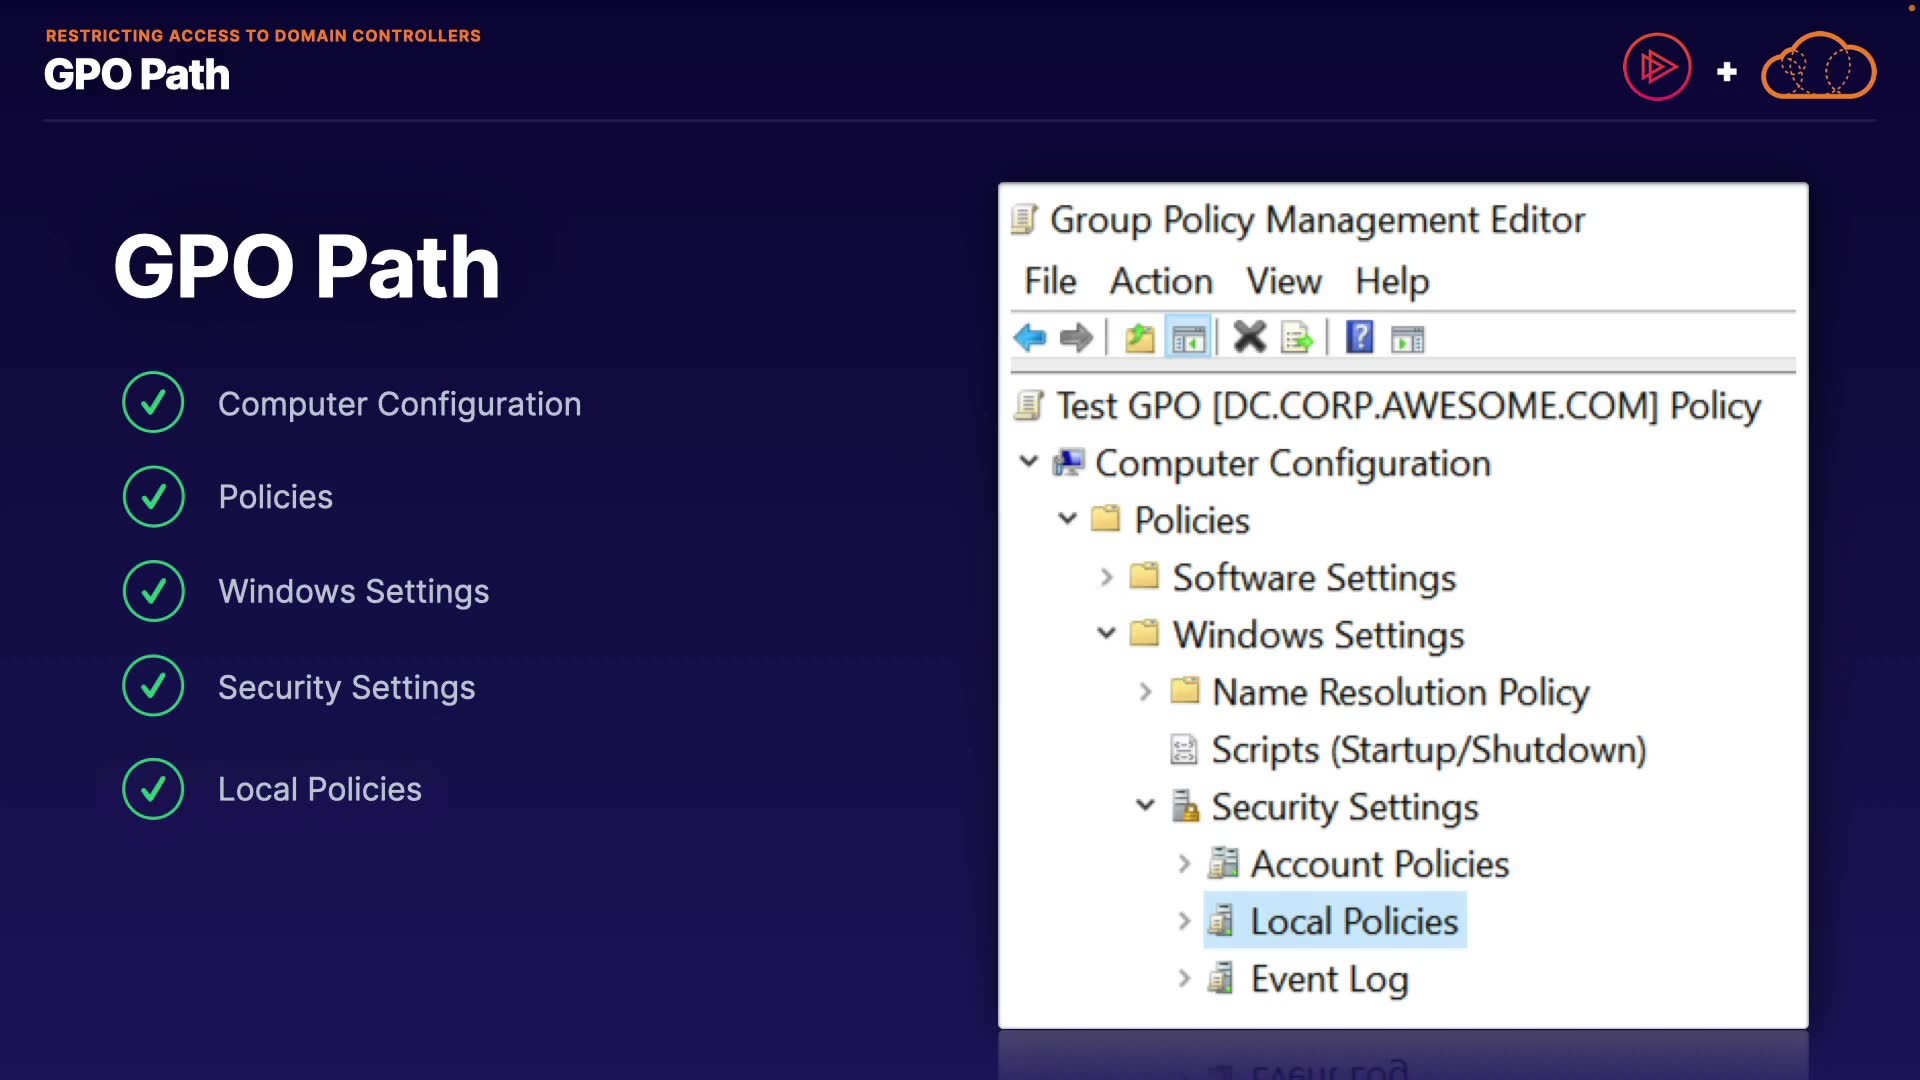 RESTRICTING ACCESS TO DOMAIN CONTROLLERS
GPO Path
GPO Path
Computer Configuration
Policies
Windows Settings
Security Settings
Local Policies
Group Policy Management Editor
File Action View Help
Test GPO [DC.CORP.AWESOME.COM] Policy
Computer Configuration
Policies
Software Settings
Windows Settings
Name Resolution Policy
Scripts (Startup/Shutdown)
Security Settings
Account Policies
Local Policies
Event Log